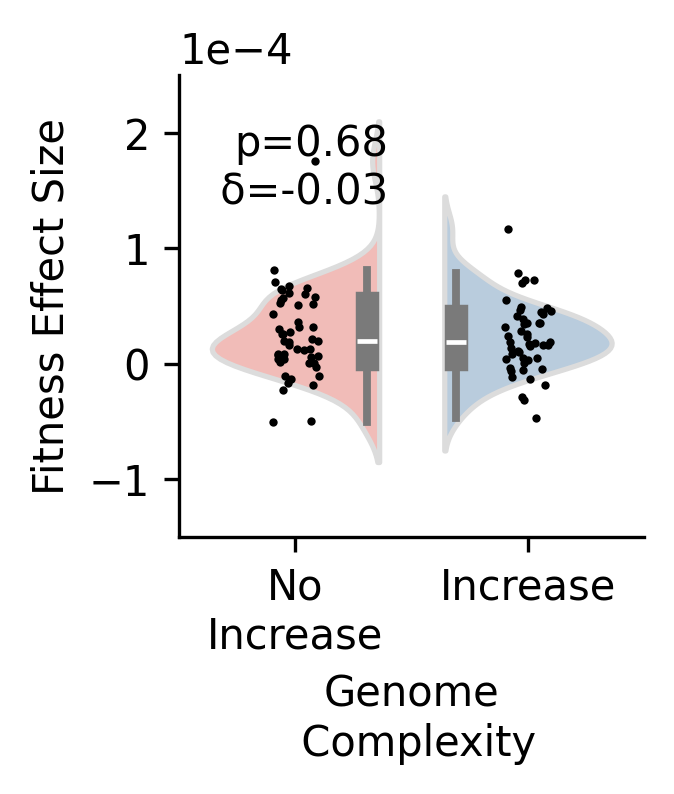 1e−4
Fitness Effect Size
2
1
0
−1
p=0.68
δ=-0.03
No
Increase
Increase
Genome
Complexity